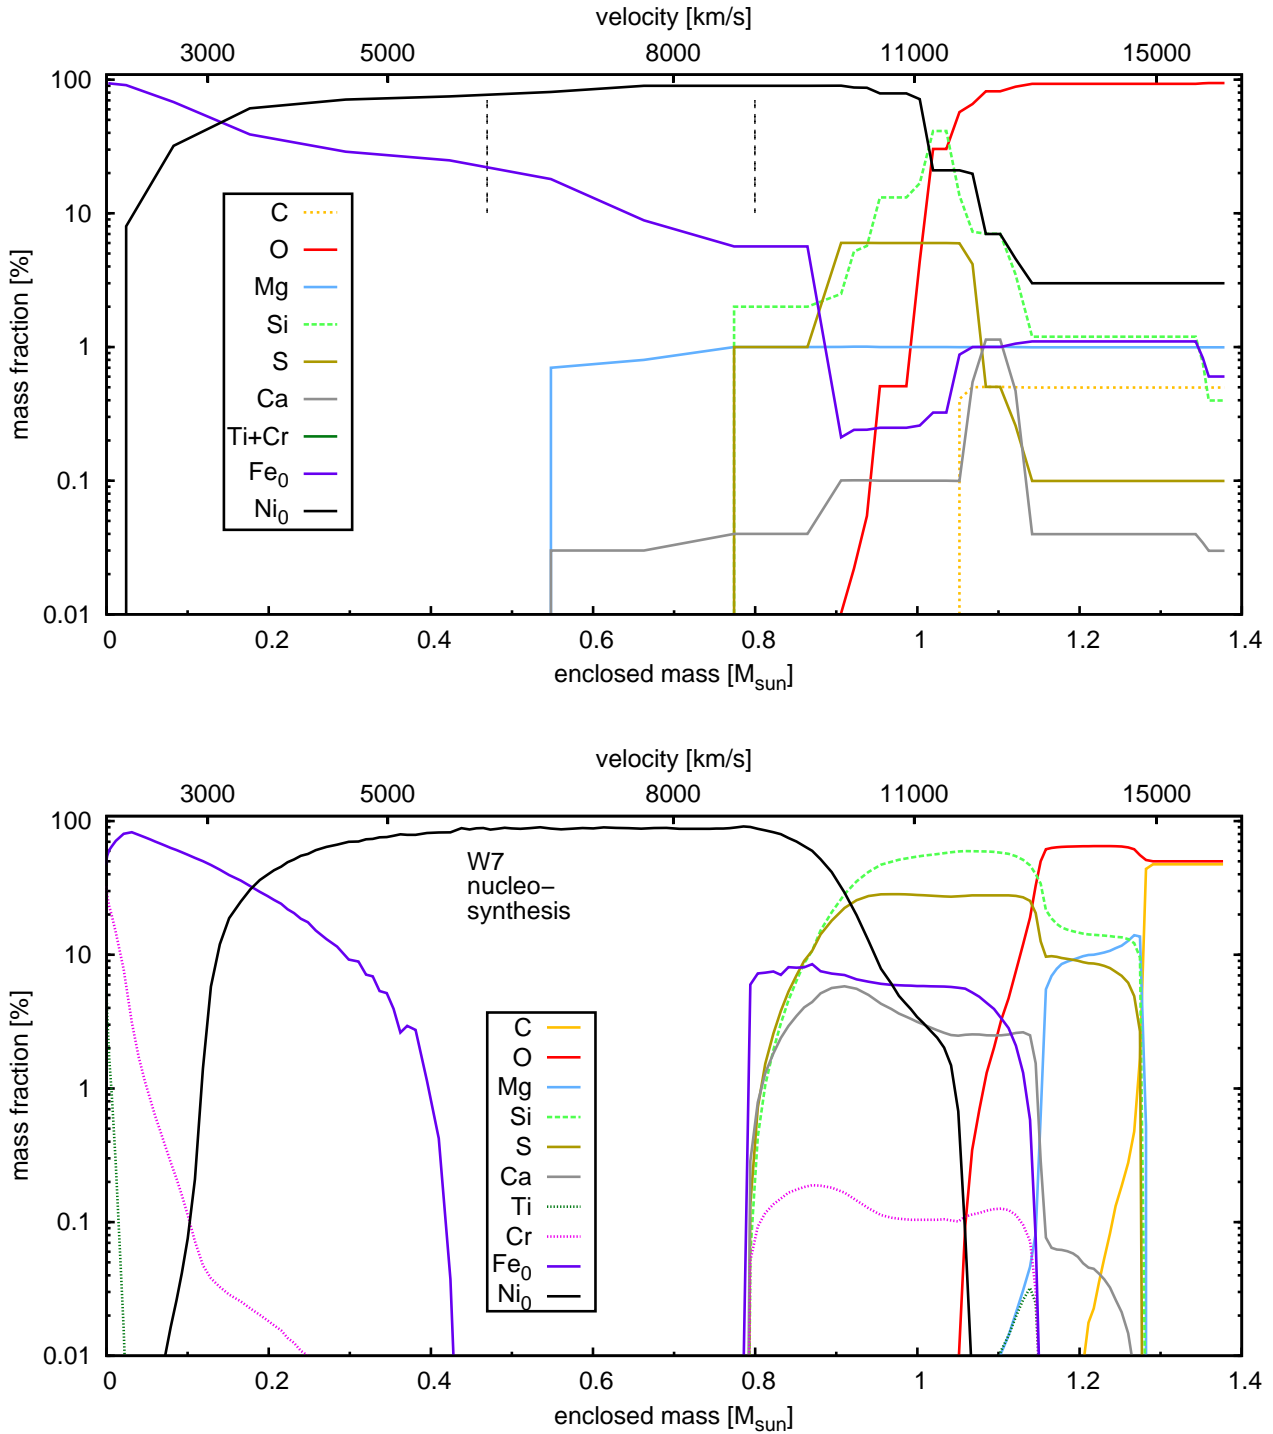 velocity [km/s]
3000 5000 8000 11000 15000
100
10
1
0.1
0.01
mass fraction [%]
C
O
Mg
Si
S
Ca
Ti+Cr
Fe0
Ni0
0 0.2 0.4 0.6 0.8 1 1.2 1.4
enclosed mass [Msun]
velocity [km/s]
3000 5000 8000 11000 15000
100
10
1
0.1
0.01
mass fraction [%]
W7
nucleo–
synthesis
C
O
Mg
Si
S
Ca
Ti
Cr
Fe0
Ni0
0 0.2 0.4 0.6 0.8 1 1.2 1.4
enclosed mass [Msun]